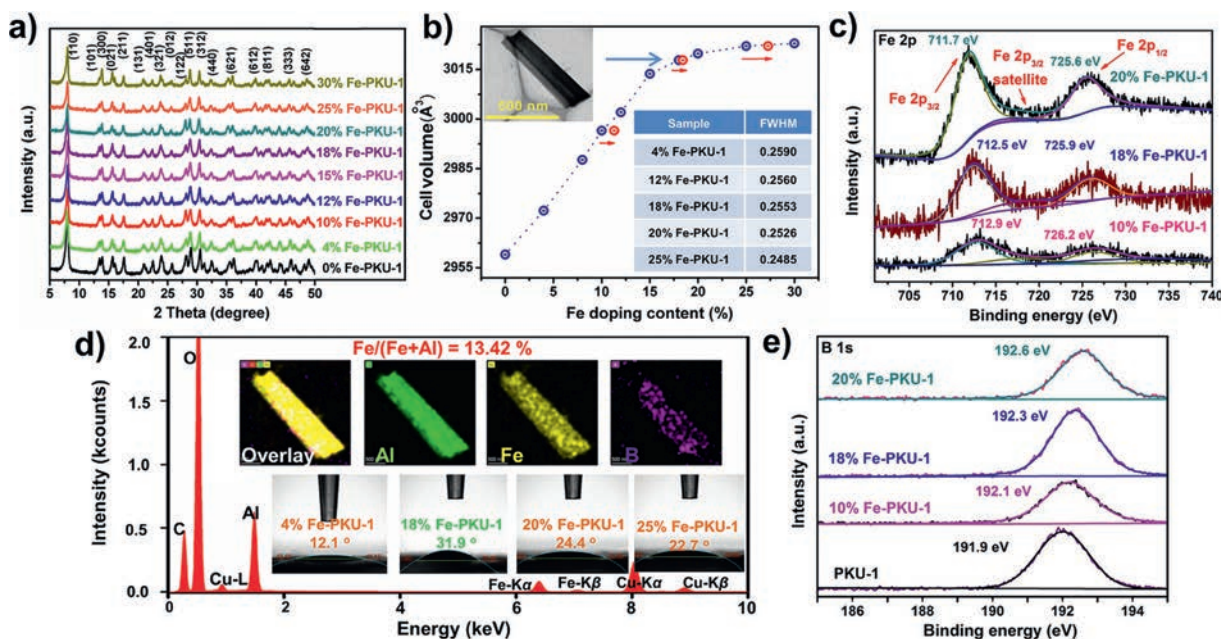 a)
(110)
(101)
(300)
(021)
(211)
(131)
(401)
(321)
(012)
(122)
(511)
(312)
(440)
(621)
(612)
(811)
(333)
(642)
30% Fe-PKU-1
25% Fe-PKU-1
20% Fe-PKU-1
18% Fe-PKU-1
15% Fe-PKU-1
12% Fe-PKU-1
10% Fe-PKU-1
4% Fe-PKU-1
0% Fe-PKU-1
Intensity (a.u.)
5 10 15 20 25 30 35 40 45 50
2 Theta (degree)
b)
Cell volume (Å³)
3015
3000
2985
2970
2955
600 nm
Sample FWHM
4% Fe-PKU-1 0.2590
12% Fe-PKU-1 0.2560
18% Fe-PKU-1 0.2553
20% Fe-PKU-1 0.2526
25% Fe-PKU-1 0.2485
0 5 10 15 20 25 30
Fe doping content (%)
c)
Fe 2p
711.7 eV
725.6 eV
Fe 2p1/2
Fe 2p3/2
satellite
Fe 2p3/2
20% Fe-PKU-1
712.5 eV
725.9 eV
18% Fe-PKU-1
712.9 eV
726.2 eV
10% Fe-PKU-1
Intensity (a.u.)
705 710 715 720 725 730 735 740
Binding energy (eV)
d)
Fe/(Fe+Al) = 13.42 %
Intensity (kcounts)
2.0
1.5
1.0
0.5
0.0
O
C
Cu-L
Al
Overlay
Al
Fe
B
4% Fe-PKU-1
12.1 °
18% Fe-PKU-1
31.9 °
20% Fe-PKU-1
24.4 °
25% Fe-PKU-1
22.7 °
Fe-Kα
Fe-Kβ
Cu-Kα
Cu-Kβ
0 2 4 6 8 10
Energy (keV)
e)
B 1s
192.6 eV
20% Fe-PKU-1
192.3 eV
18% Fe-PKU-1
192.1 eV
10% Fe-PKU-1
191.9 eV
PKU-1
Intensity (a.u.)
186 188 190 192 194
Binding energy (eV)